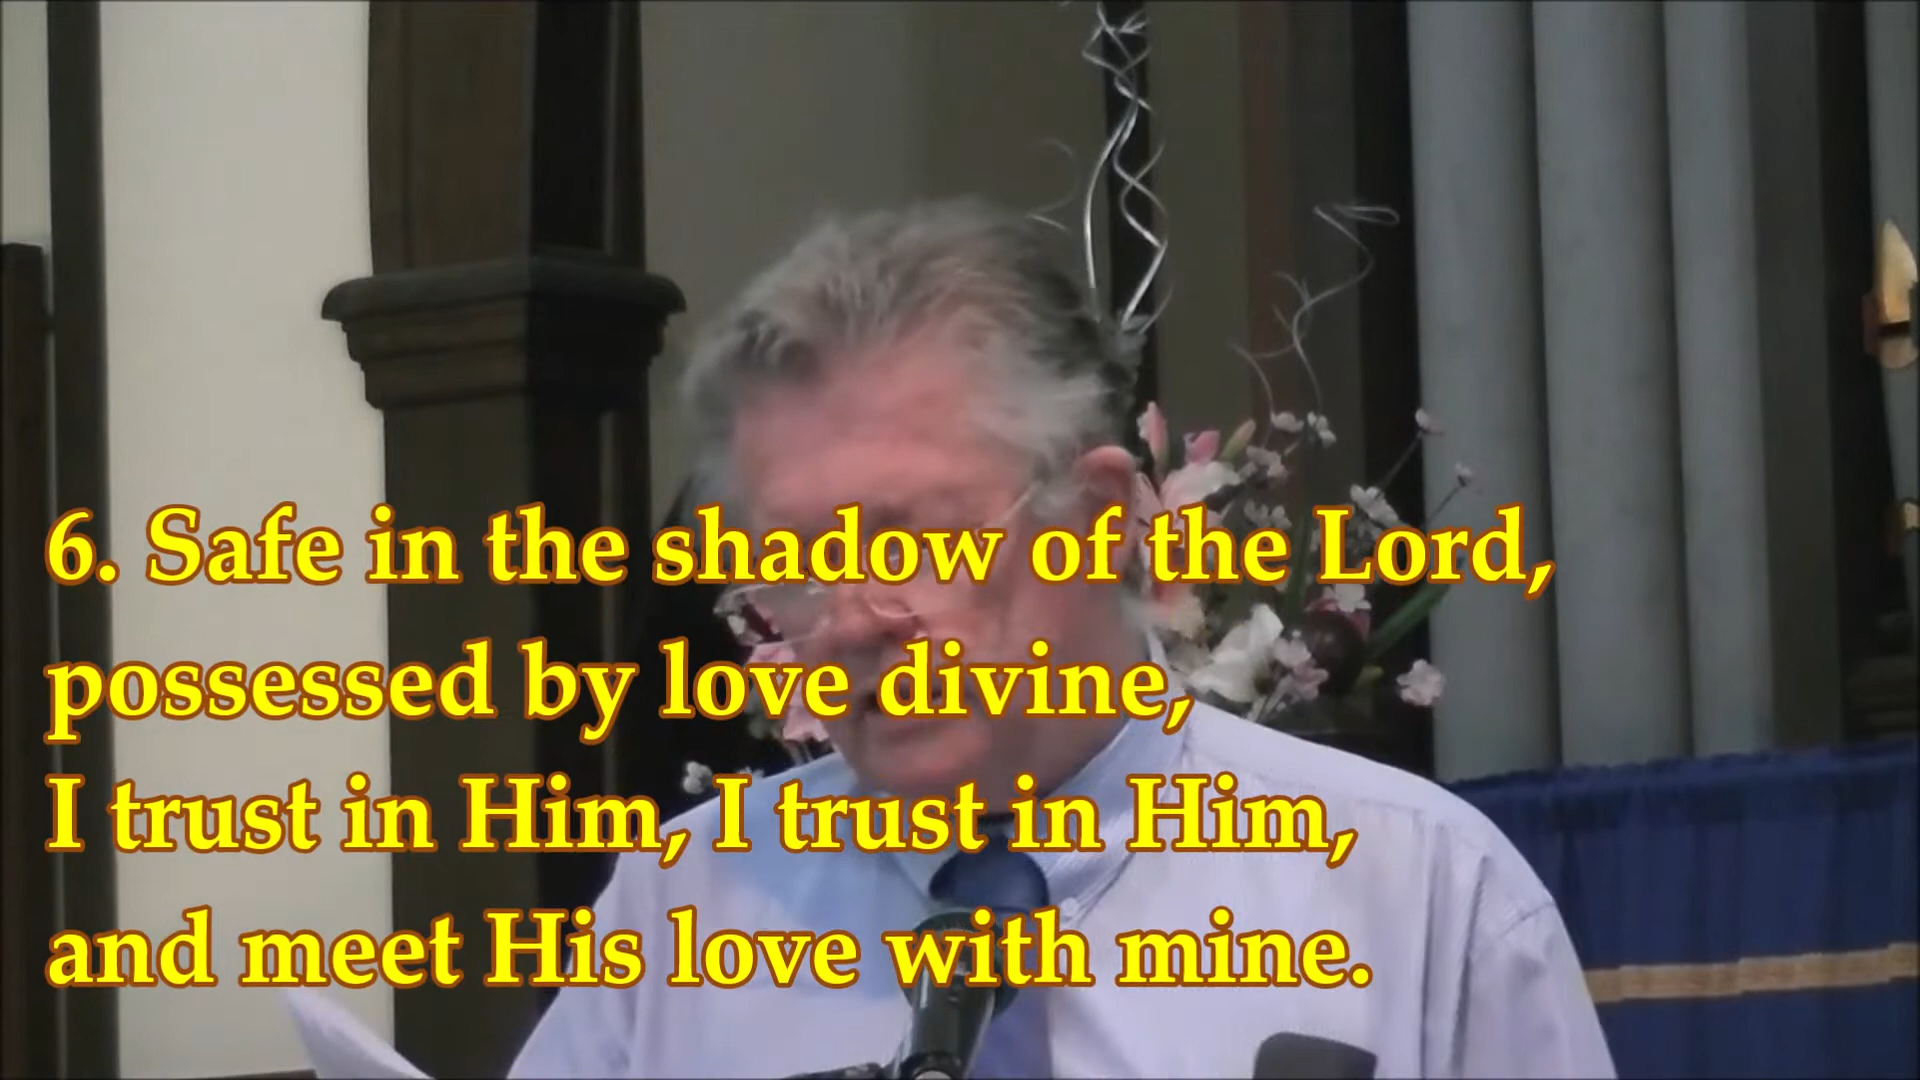 6. Safe in the shadow of the Lord,
possessed by love divine,
I trust in Him, I trust in Him,
and meet His love with mine.